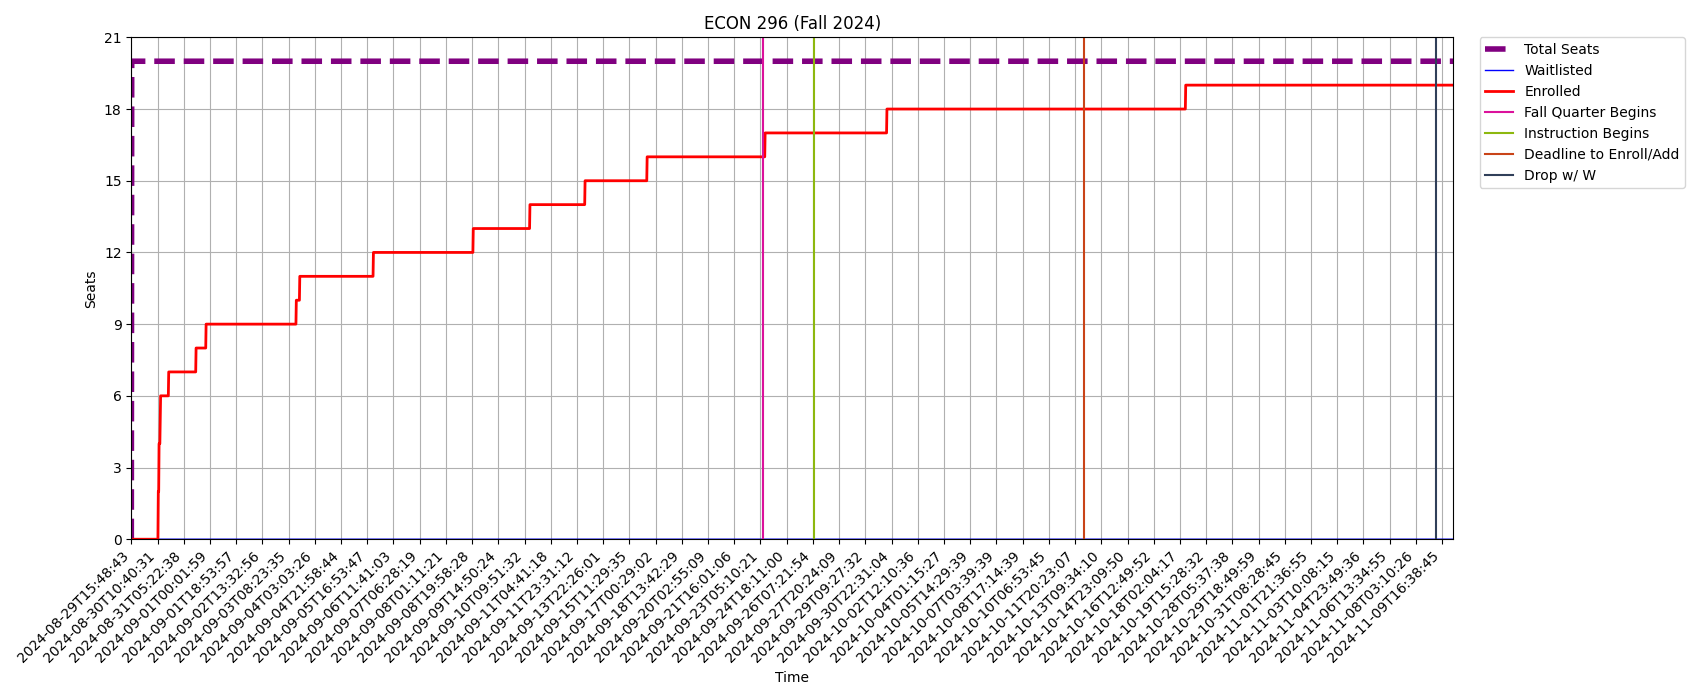 ECON 296 (Fall 2024)
21
18
15
12
9
6
3
0
Seats
2024-08-29T15:48:43
2024-08-30T10:40:31
2024-08-31T05:22:38
2024-09-01T00:01:59
2024-09-01T18:53:57
2024-09-02T13:32:56
2024-09-03T08:23:35
2024-09-04T03:03:26
2024-09-04T21:58:44
2024-09-05T16:53:47
2024-09-06T11:41:03
2024-09-07T06:28:19
2024-09-08T01:11:21
2024-09-08T19:58:28
2024-09-09T14:50:24
2024-09-10T09:51:32
2024-09-11T04:41:18
2024-09-11T23:31:12
2024-09-13T22:26:01
2024-09-15T11:29:35
2024-09-17T00:29:02
2024-09-18T13:42:29
2024-09-20T02:55:09
2024-09-21T16:01:06
2024-09-23T05:10:21
2024-09-24T18:11:00
2024-09-26T07:21:54
2024-09-27T20:24:09
2024-09-29T09:27:32
2024-09-30T22:31:04
2024-10-02T12:10:36
2024-10-04T01:15:27
2024-10-05T14:29:39
2024-10-07T03:39:39
2024-10-08T17:14:39
2024-10-10T06:53:45
2024-10-11T20:23:07
2024-10-13T09:34:10
2024-10-14T23:09:50
2024-10-16T12:49:52
2024-10-18T02:04:17
2024-10-19T15:28:32
2024-10-28T05:37:38
2024-10-29T18:49:59
2024-10-31T08:28:45
2024-11-01T21:36:55
2024-11-03T10:08:15
2024-11-04T23:49:36
2024-11-06T13:34:55
2024-11-08T03:10:26
2024-11-09T16:38:45
Time
Total Seats
Waitlisted
Enrolled
Fall Quarter Begins
Instruction Begins
Deadline to Enroll/Add
Drop w/ W